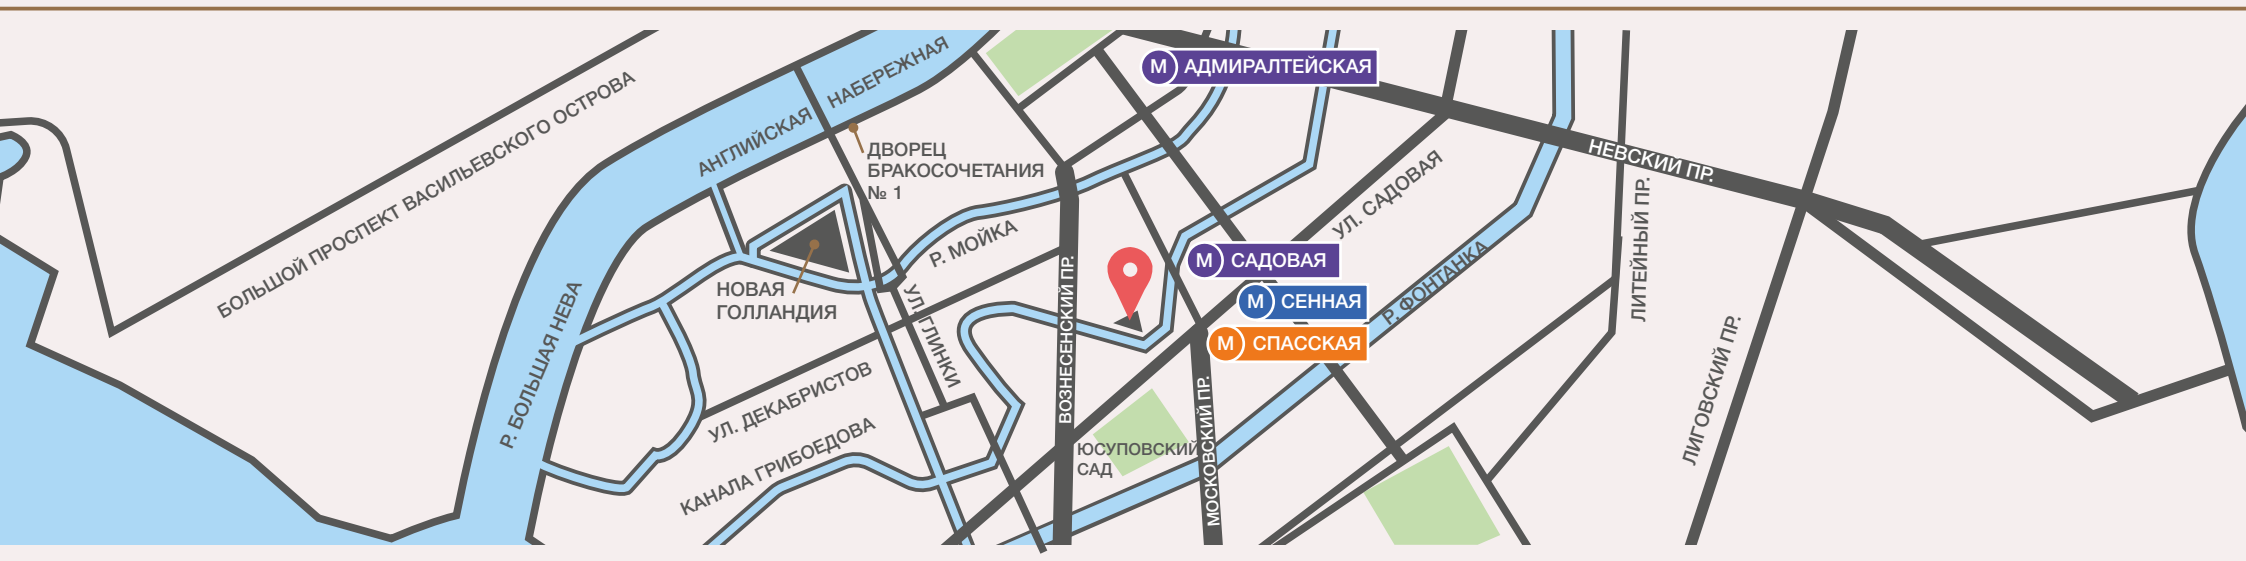 М АДМИРАЛТЕЙСКАЯ
АНГЛИЙСКАЯ НАБЕРЕЖНАЯ
БОЛЬШОЙ ПРОСПЕКТ ВАСИЛЬЕВСКОГО ОСТРОВА
ДВОРЕЦ
БРАКОСОЧЕТАНИЯ
№ 1
НЕВСКИЙ ПР.
УЛ. САДОВАЯ
ЛИТЕЙНЫЙ ПР.
Р. МОЙКА
М САДОВАЯ
НОВАЯ
ГОЛЛАНДИЯ
М СЕННАЯ
Р. ФОНТАНКА
УЛ. ГЛИНКИ
ВОЗНЕСЕНСКИЙ ПР.
М СПАССКАЯ
Р. БОЛЬШАЯ НЕВА
УЛ. ДЕКАБРИСТОВ
ЛИГОВСКИЙ ПР.
КАНАЛА ГРИБОЕДОВА
ЮСУПОВСКИЙ
САД
МОСКОВСКИЙ ПР.